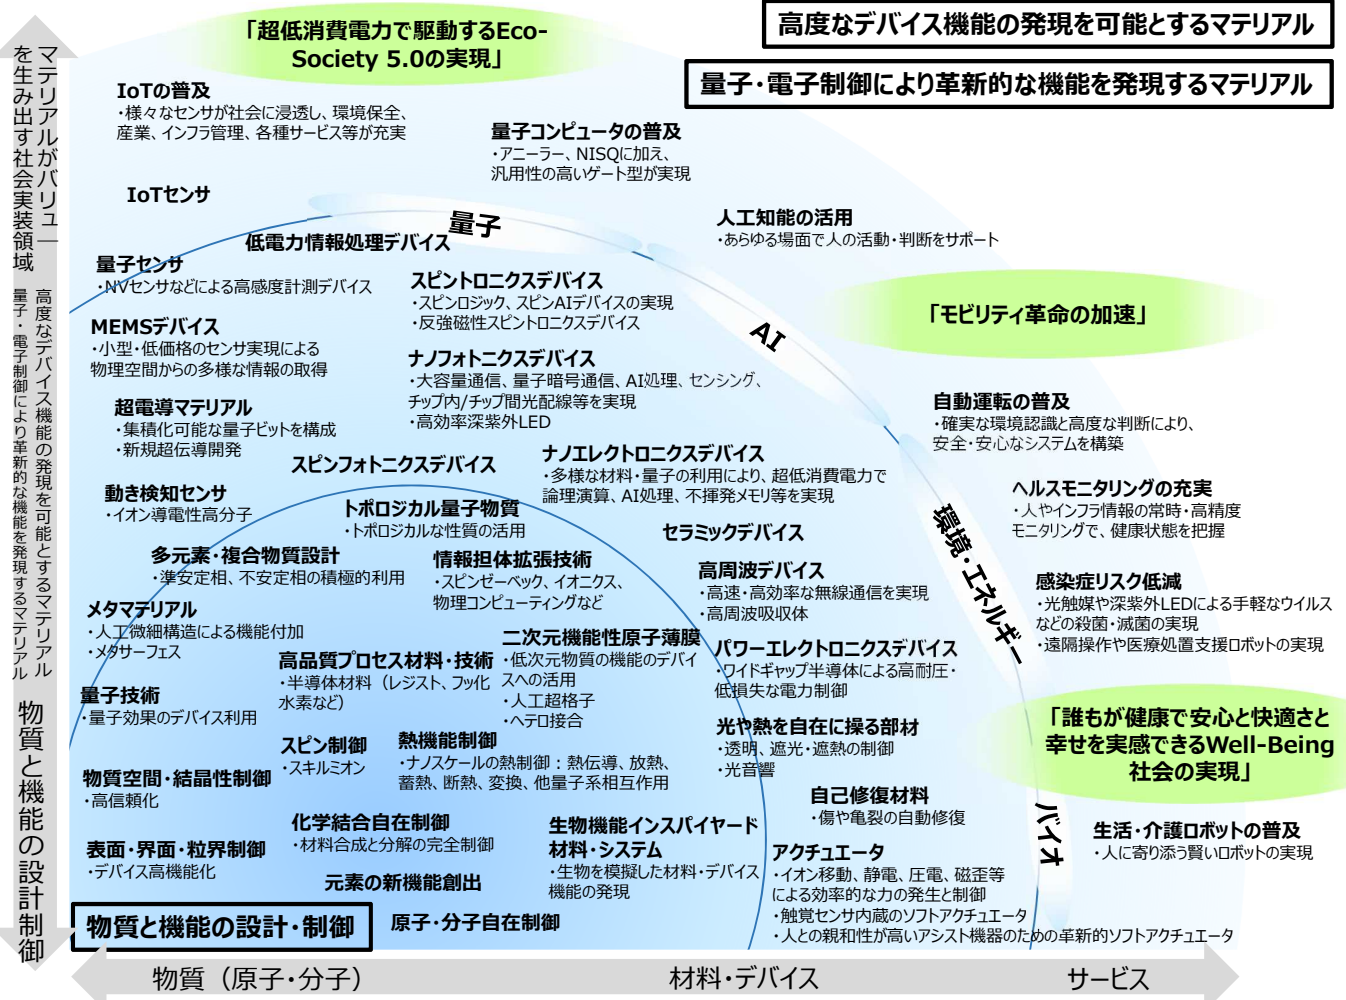 高度なデバイス機能の発現を可能とするマテリアル
量子・電子制御により革新的な機能を発現するマテリアル
「超低消費電力で駆動するEco-
Society 5.0の実現」
IoTの普及
・様々なセンサが社会に浸透し、環境保全、
産業、インフラ管理、各種サービス等が充実
量子コンピュータの普及
・アニーラー、NISQに加え、
汎用性の高いゲート型が実現
IoTセンサ
量子
人工知能の活用
・あらゆる場面で人の活動・判断をサポート
低電力情報処理デバイス
量子センサ
・NVセンサなどによる高感度計測デバイス
スピントロニクスデバイス
・スピンロジック、スピンAIデバイスの実現
・反強磁性スピントロニクスデバイス
AI
「モビリティ革命の加速」
MEMSデバイス
・小型・低価格のセンサ実現による
物理空間からの多様な情報の取得
ナノフォトニクスデバイス
・大容量通信、量子暗号通信、AI処理、センシング、
チップ内/チップ間光配線等を実現
・高効率深紫外LED
超電導マテリアル
・集積化可能な量子ビットを構成
・新規超伝導開発
自動運転の普及
・確実な環境認識と高度な判断により、
安全・安心なシステムを構築
スピンフォトニクスデバイス
ナノエレクトロニクスデバイス
・多様な材料・量子の利用により、超低消費電力で
論理演算、AI処理、不揮発メモリ等を実現
動き検知センサ
・イオン導電性高分子
トポロジカル量子物質
・トポロジカルな性質の活用
セラミックデバイス
環境・エネルギー
ヘルスモニタリングの充実
・人やインフラ情報の常時・高精度
モニタリングで、健康状態を把握
多元素・複合物質設計
・準安定相、不安定相の積極的利用
情報担体拡張技術
・スピンゼーベック、イオニクス、
物理コンピューティングなど
高周波デバイス
・高速・高効率な無線通信を実現
・高周波吸収体
感染症リスク低減
・光触媒や深紫外LEDによる手軽なウイルス
などの殺菌・滅菌の実現
・遠隔操作や医療処置支援ロボットの実現
メタマテリアル
・人工微細構造による機能付加
・メタサーフェス
高品質プロセス材料・技術
・半導体材料（レジスト、フッ化
水素など）
二次元機能性原子薄膜
・低次元物質の機能のデバイ
スへの活用
・人工超格子
・ヘテロ接合
パワーエレクトロニクスデバイス
・ワイドギャップ半導体による高耐圧・
低損失な電力制御
量子技術
・量子効果のデバイス利用
光や熱を自在に操る部材
・透明、遮光・遮熱の制御
・光音響
「誰もが健康で安心と快適さと
幸せを実感できるWell-Being
社会の実現」
スピン制御
・スキルミオン
熱機能制御
・ナノスケールの熱制御：熱伝導、放熱、
蓄熱、断熱、変換、他量子系相互作用
物質空間・結晶性制御
・高信頼化
自己修復材料
・傷や亀裂の自動修復
バイオ
化学結合自在制御
・材料合成と分解の完全制御
生物機能インスパイヤード
材料・システム
・生物を模擬した材料・デバイス
機能の発現
生活・介護ロボットの普及
・人に寄り添う賢いロボットの実現
表面・界面・粒界制御
・デバイス高機能化
アクチュエータ
・イオン移動、静電、圧電、磁歪等
による効率的な力の発生と制御
・触覚センサ内蔵のソフトアクチュエータ
・人との親和性が高いアシスト機器のための革新的ソフトアクチュエータ
元素の新機能創出
原子・分子自在制御
物質と機能の設計・制御
マテリアルがバリュー
を生み出す社会実装領域
高度なデバイス機能の発現を可能とするマテリアル
量子・電子制御により革新的な機能を発現するマテリアル
物質と機能の設計制御
物質（原子・分子）
材料・デバイス
サービス